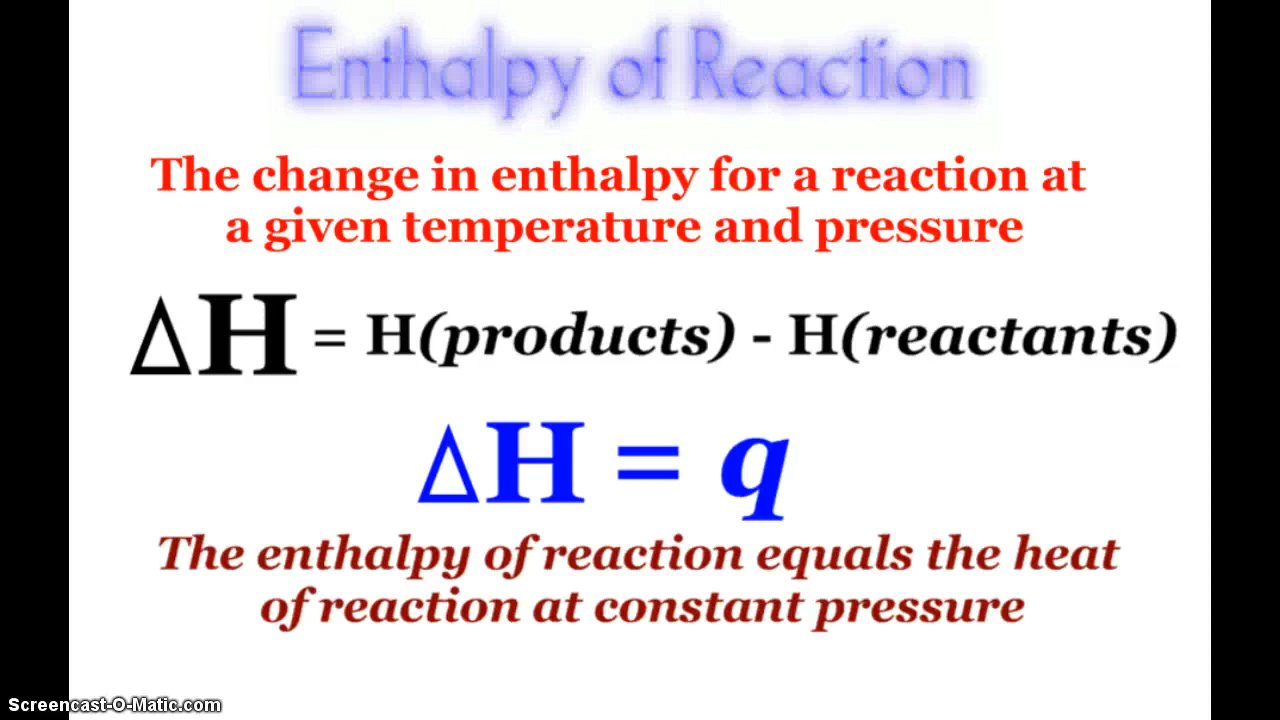 Enthalpy of Reaction
The change in enthalpy for a reaction at
a given temperature and pressure
ΔH = H(products) - H(reactants)
ΔH = q
The enthalpy of reaction equals the heat
of reaction at constant pressure
Screencast-O-Matic.com